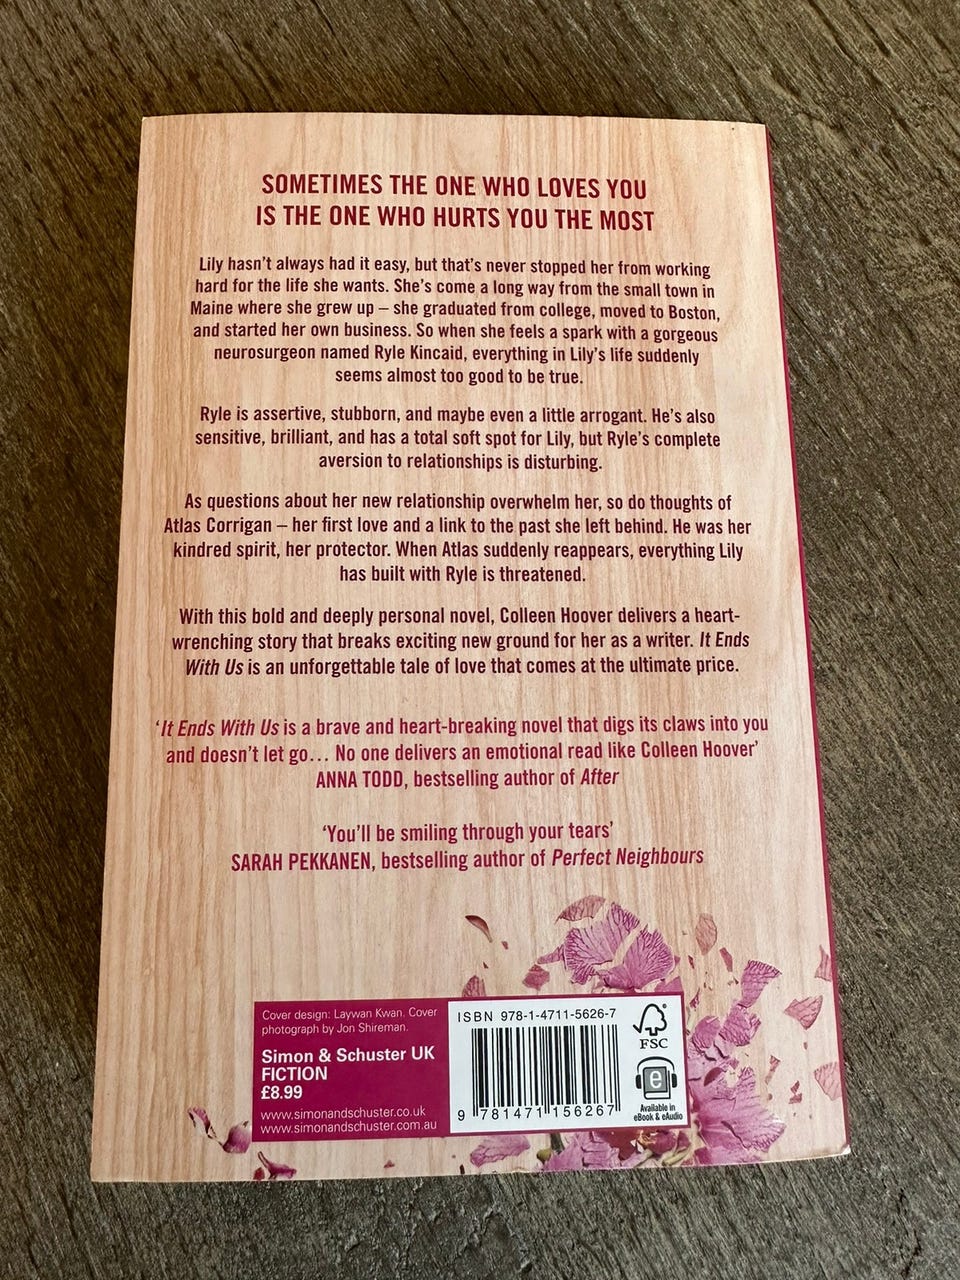 SOMETIMES THE ONE WHO LOVES YOU
IS THE ONE WHO HURTS YOU THE MOST
Lily hasn't always had it easy, but that's never stopped her from working
hard for the life she wants. She's come a long way from the small town in
Maine where she grew up – she graduated from college, moved to Boston,
and started her own business. So when she feels a spark with a gorgeous
neurosurgeon named Ryle Kincaid, everything in Lily's life suddenly
seems almost too good to be true.
Ryle is assertive, stubborn, and maybe even a little arrogant. He's also
sensitive, brilliant, and has a total soft spot for Lily, but Ryle's complete
aversion to relationships is disturbing.
As questions about her new relationship overwhelm her, so do thoughts of
Atlas Corrigan – her first love and a link to the past she left behind. He was her
kindred spirit, her protector. When Atlas suddenly reappears, everything Lily
has built with Ryle is threatened.
With this bold and deeply personal novel, Colleen Hoover delivers a heart-
wrenching story that breaks exciting new ground for her as a writer. It Ends
With Us is an unforgettable tale of love that comes at the ultimate price.
'It Ends With Us is a brave and heart-breaking novel that digs its claws into you
and doesn't let go… No one delivers an emotional read like Colleen Hoover'
ANNA TODD, bestselling author of After
'You'll be smiling through your tears'
SARAH PEKKANEN, bestselling author of Perfect Neighbours
Cover design: Laywan Kwan. Cover
photograph by Jon Shireman.
Simon & Schuster UK
FICTION
£8.99
www.simonandschuster.co.uk
www.simonandschuster.com.au
ISBN 978-1-4711-5626-7
9 781471 156267
FSC
e
Available in
eBook & eAudio